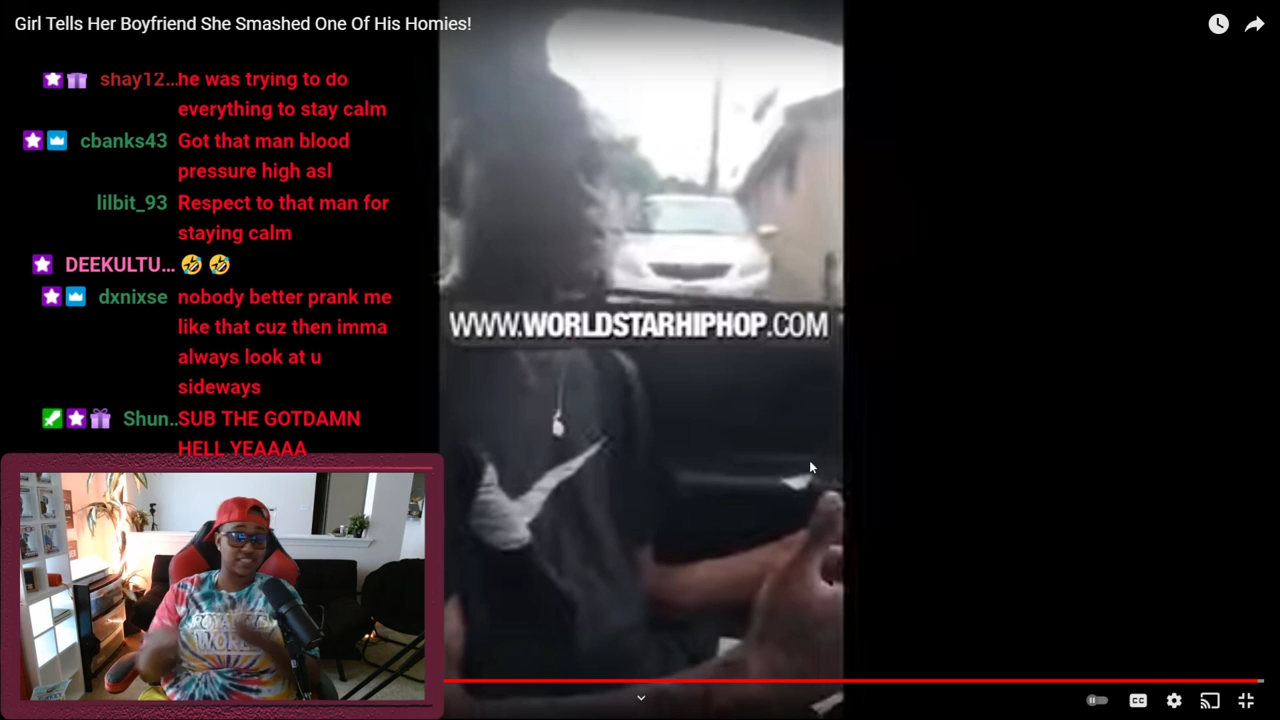 Girl Tells Her Boyfriend She Smashed One Of His Homies!
shay12... he was trying to do
everything to stay calm
cbanks43 Got that man blood
pressure high asl
lilbit_93 Respect to that man for
staying calm
DEEKULTU... 🤣 🤣
dxnixse nobody better prank me
like that cuz then imma
always look at u
sideways
Shun.. SUB THE GOTDAMN
HELL YEAAAA
WWW.WORLDSTARHIPHOP.COM
WORLD
CC